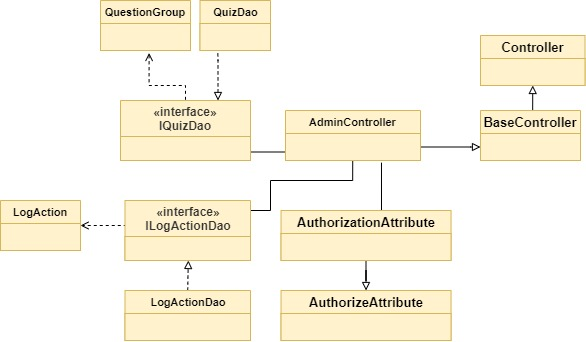 QuestionGroup
QuizDao
Controller
«interface»
IQuizDao
AdminController
BaseController
LogAction
«interface»
ILogActionDao
AuthorizationAttribute
LogActionDao
AuthorizeAttribute